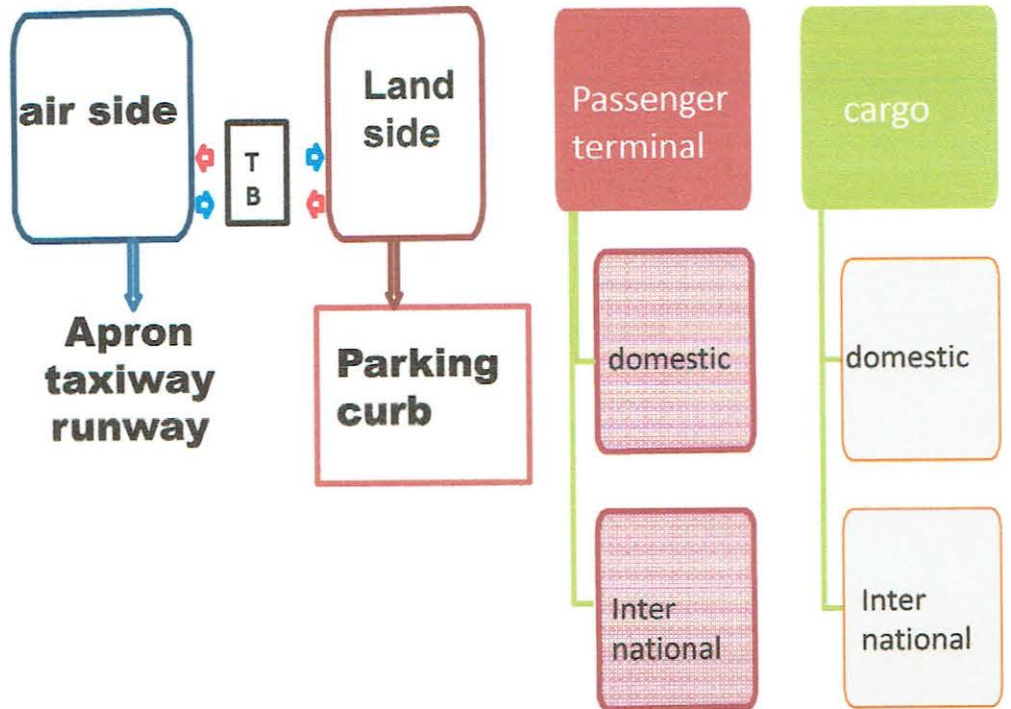 air side
T
B
Land
side
Apron
taxiway
runway
Parking
curb
Passenger
terminal
domestic
Inter
national
cargo
domestic
Inter
national